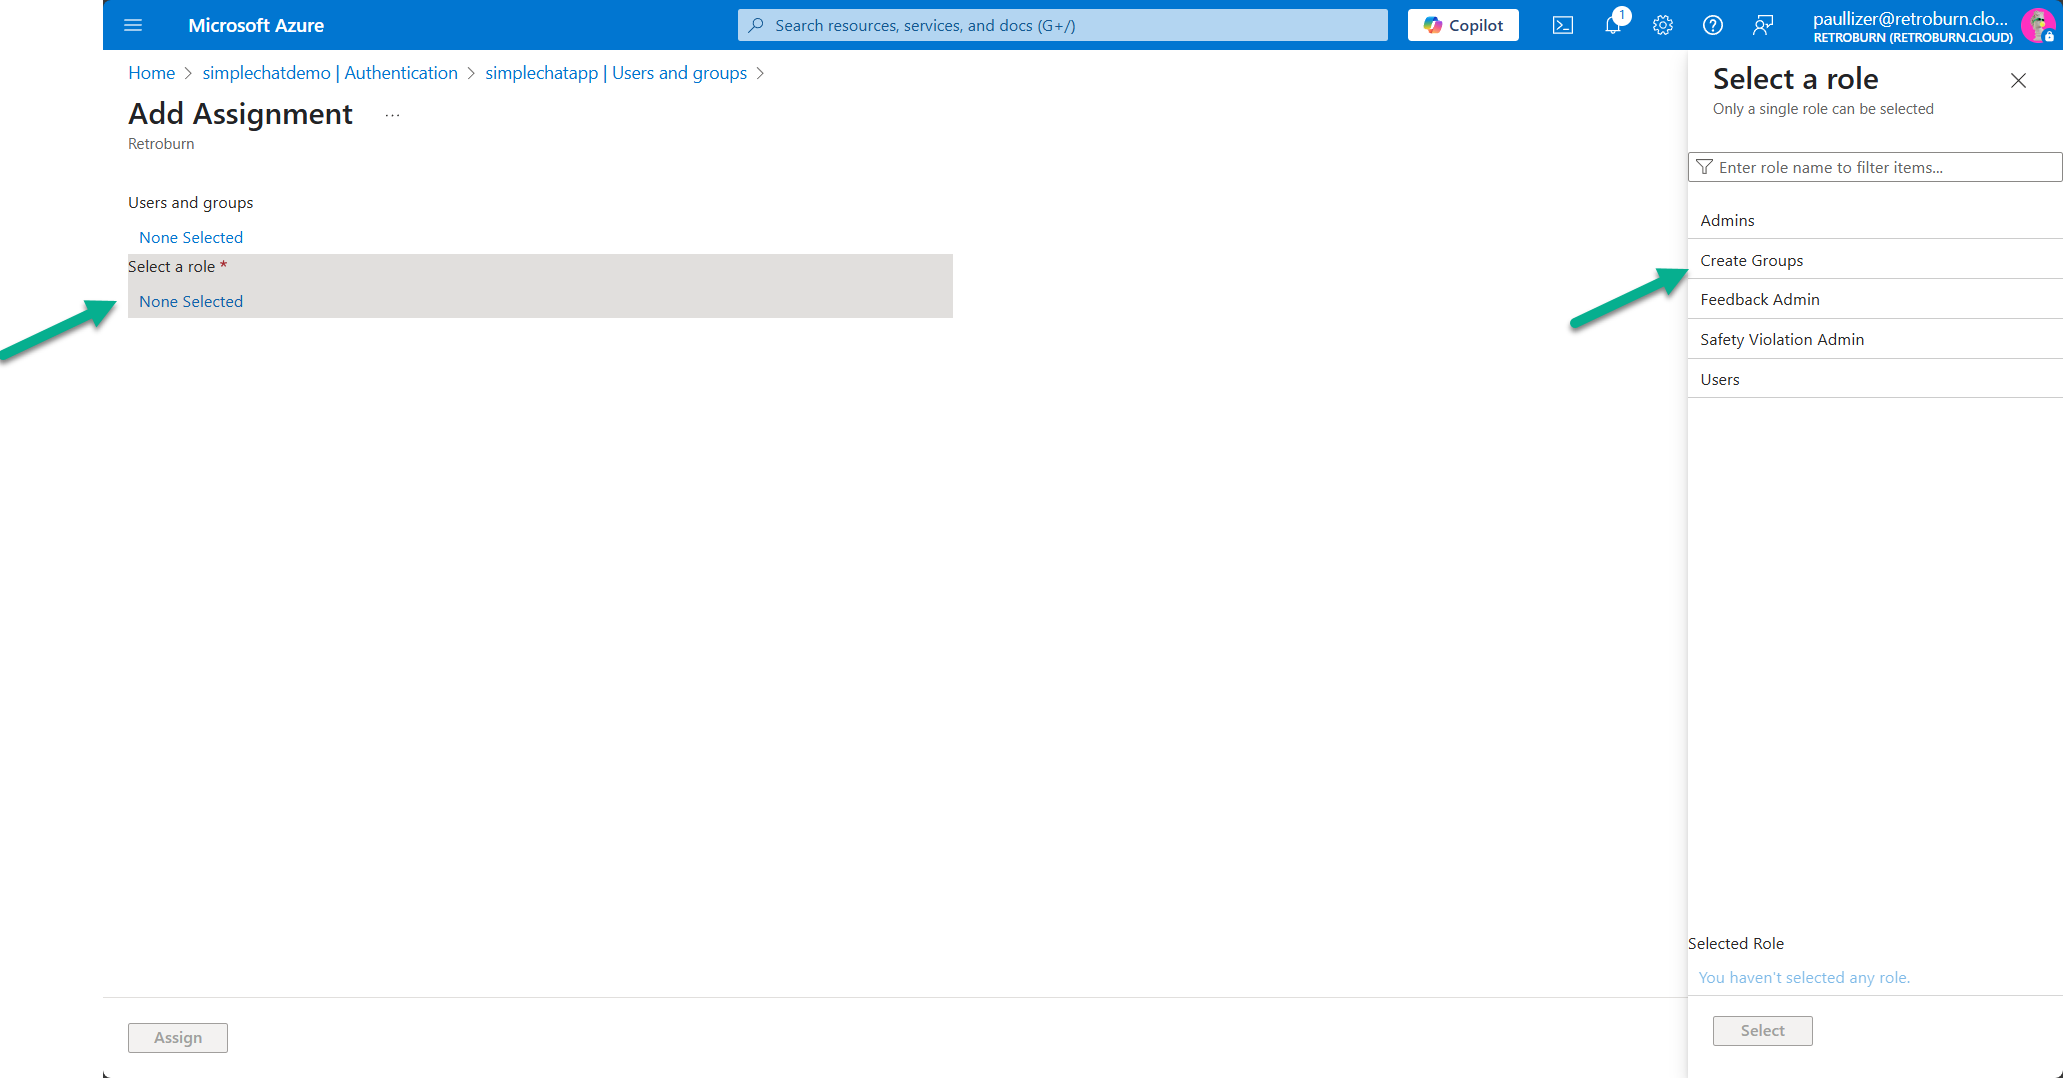 Microsoft Azure
Search resources, services, and docs (G+/)
Copilot
1
paullizer@retroburn.clo...
RETROBURN (RETROBURN.CLOUD)
Home > simplechatdemo | Authentication > simplechatapp | Users and groups >
Add Assignment ...
Retroburn
Users and groups
None Selected
Select a role *
None Selected
Assign
Select a role
Only a single role can be selected
Enter role name to filter items...
Admins
Create Groups
Feedback Admin
Safety Violation Admin
Users
Selected Role
You haven't selected any role.
Select